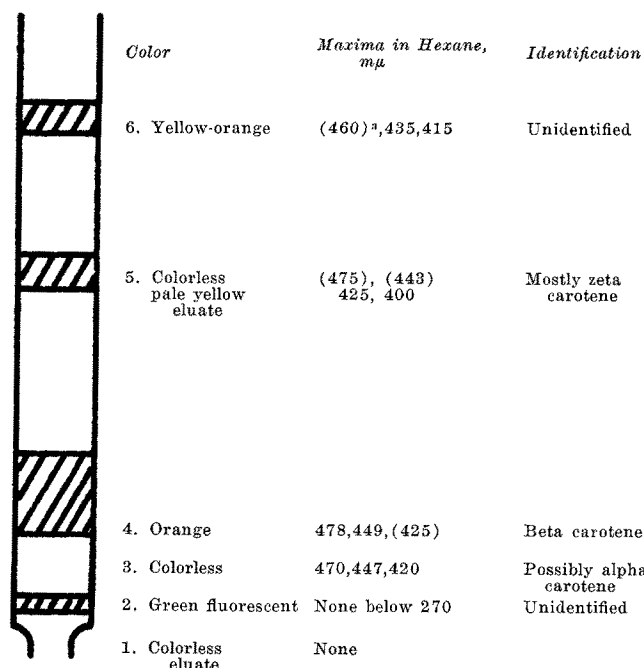 Color Maxima in Hexane, Identification
mμ
6. Yellow-orange (460)ᵃ,435,415 Unidentified
5. Colorless (475), (443) Mostly zeta
pale yellow 425, 400 carotene
eluate
4. Orange 478,449,(425) Beta carotene
3. Colorless 470,447,420 Possibly alpha
carotene
2. Green fluorescent None below 270 Unidentified
1. Colorless None
eluate